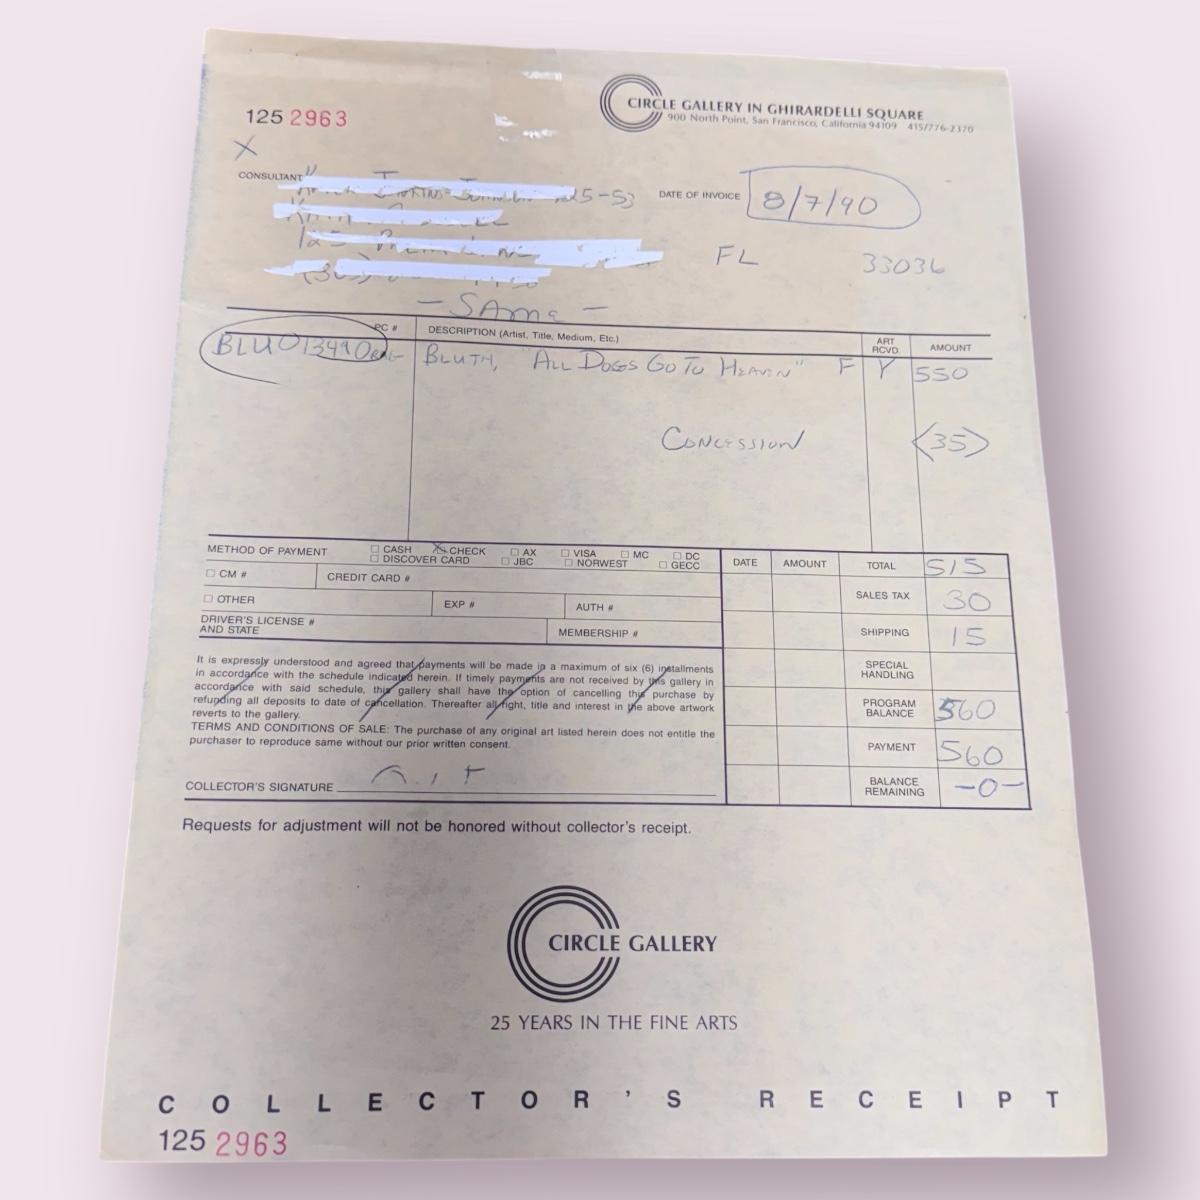 CIRCLE GALLERY IN GHIRARDELLI SQUARE
900 North Point, San Francisco, California 94109 415/776-2370
125 2963
X
CONSULTANT
25-53
DATE OF INVOICE 8/7/90
FL 33036
- SAME -
PC # DESCRIPTION (Artist, Title, Medium, Etc.) ART RCVD AMOUNT
BLU013490 BLUTH, "ALL DOGS GO TO HEAVEN" F Y 550
CONCESSION <35>
METHOD OF PAYMENT CASH CHECK AX VISA MC DC
DISCOVER CARD JBC NORWEST GECC
DATE AMOUNT TOTAL 515
CM # CREDIT CARD #
SALES TAX 30
OTHER EXP # AUTH #
DRIVER'S LICENSE #
AND STATE MEMBERSHIP #
SHIPPING 15
It is expressly understood and agreed that payments will be made in a maximum of six (6) installments
in accordance with the schedule indicated herein. If timely payments are not received by this gallery in
accordance with said schedule, this gallery shall have the option of cancelling this purchase by
refunding all deposits to date of cancellation. Thereafter all right, title and interest in the above artwork
reverts to the gallery.
TERMS AND CONDITIONS OF SALE: The purchase of any original art listed herein does not entitle the
purchaser to reproduce same without our prior written consent.
SPECIAL HANDLING
PROGRAM BALANCE 560
PAYMENT 560
BALANCE REMAINING -0-
COLLECTOR'S SIGNATURE
Requests for adjustment will not be honored without collector's receipt.
CIRCLE GALLERY
25 YEARS IN THE FINE ARTS
COLLECTOR'S RECEIPT
125 2963